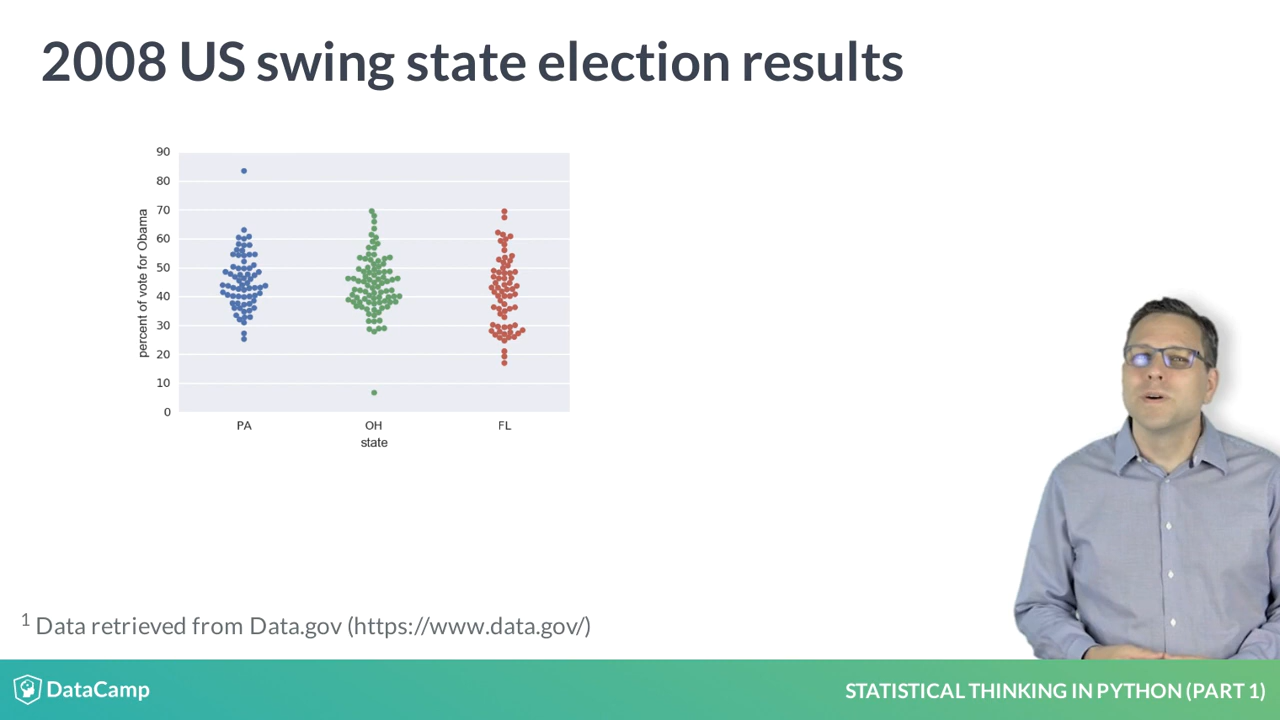 2008 US swing state election results
90
80
70
60
50
40
30
20
10
0
percent of vote for Obama
PA OH FL
state
1 Data retrieved from Data.gov (https://www.data.gov/)
DataCamp
STATISTICAL THINKING IN PYTHON (PART 1)